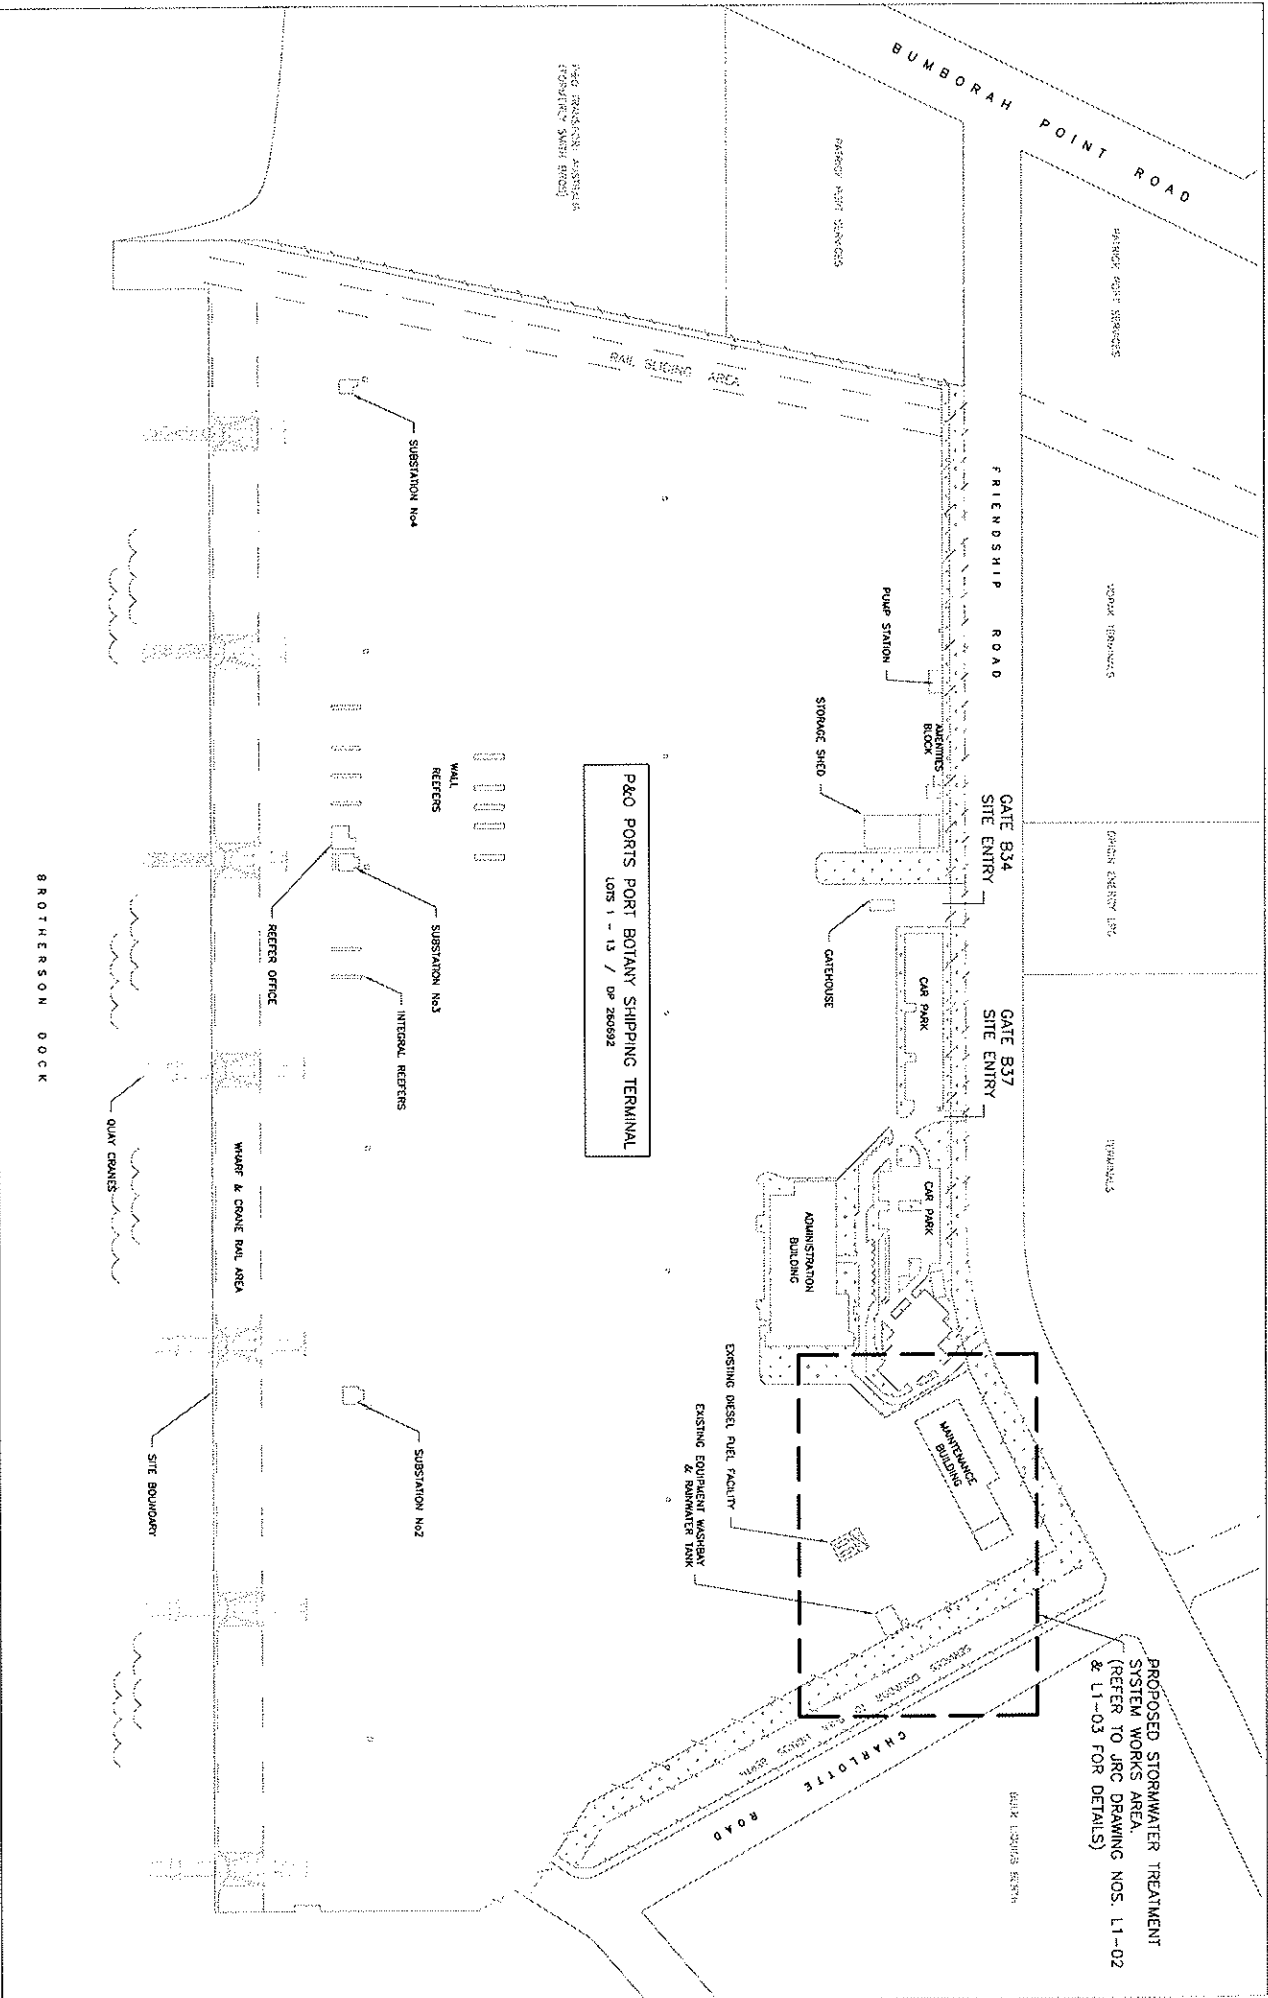 BUMBORAH POINT ROAD
PATRICK PORT SERVICES
VOPAK TERMINALS
ORIGIN ENERGY LPG
TERMINALS
PROPOSED STORMWATER TREATMENT
SYSTEM WORKS AREA.
(REFER TO JRC DRAWING NOS. L1-02
& L1-03 FOR DETAILS)
FRIENDSHIP ROAD
GATE B34
SITE ENTRY
GATE B37
SITE ENTRY
PATRICK PORT SERVICES
PUMP STATION
AMENITIES
BLOCK
STORAGE SHED
GATEHOUSE
CAR PARK
CAR PARK
ADMINISTRATION
BUILDING
MAINTENANCE
BUILDING
EXISTING DIESEL FUEL FACILITY
EXISTING EQUIPMENT WASHBAY
& RAINWATER TANK
CHARLOTTE ROAD
RAIL SLIDING AREA
P&O PORTS PORT BOTANY SHIPPING TERMINAL
LOTS 1 - 13 / DP 260692
SUBSTATION No4
WALL
REEFERS
SUBSTATION No3
INTEGRAL REEFERS
REEFER OFFICE
SUBSTATION No2
WHARF & CRANE RAIL AREA
SITE BOUNDARY
QUAY CRANES
BROTHERSON DOCK